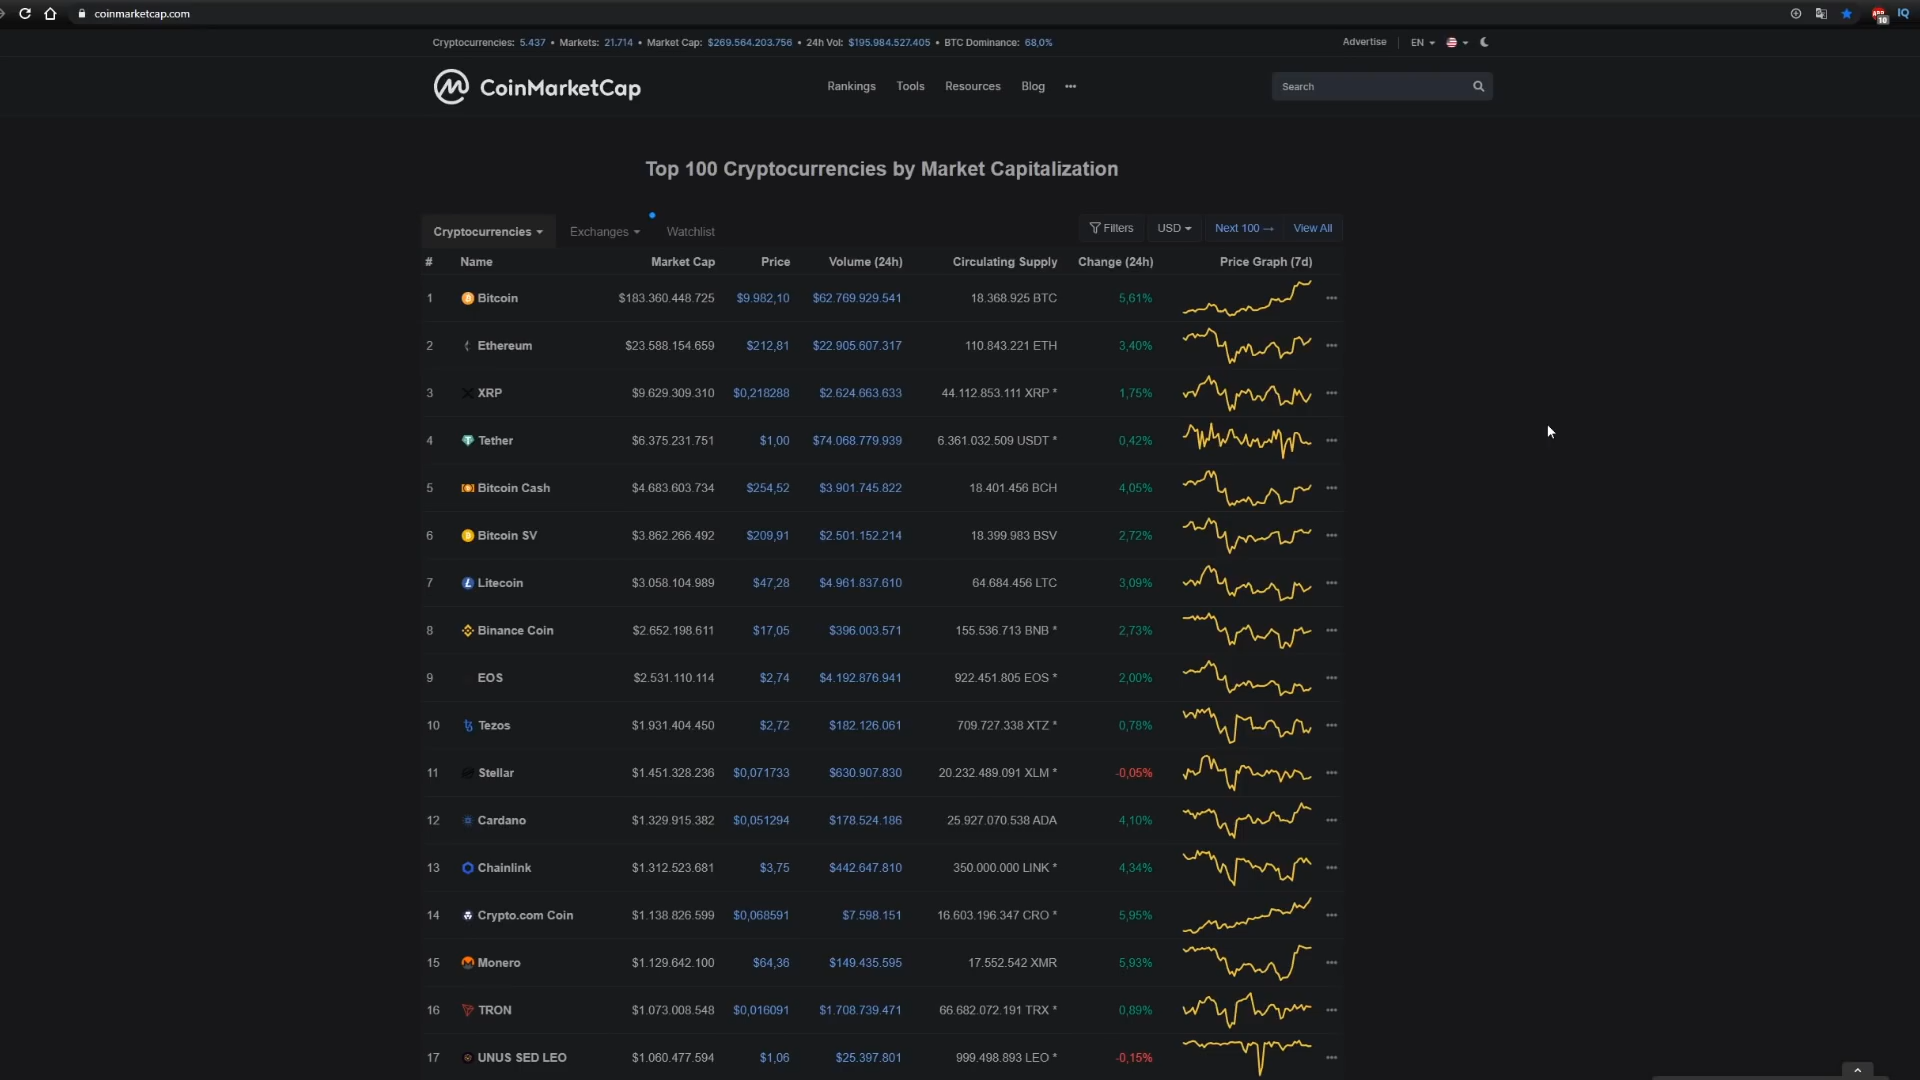 coinmarketcap.com
10
IQ
Cryptocurrencies: 5.437 • Markets: 21.714 • Market Cap: $269.564.203.756 • 24h Vol: $195.984.527.405 • BTC Dominance: 68,0%
Advertise EN
CoinMarketCap
Rankings Tools Resources Blog •••
Search
Top 100 Cryptocurrencies by Market Capitalization
Cryptocurrencies Exchanges Watchlist
Filters USD Next 100 → View All
# Name Market Cap Price Volume (24h) Circulating Supply Change (24h) Price Graph (7d)
1 Bitcoin $183.360.448.725 $9.982,10 $62.769.929.541 18.368.925 BTC 5,61%
2 Ethereum $23.588.154.659 $212,81 $22.905.607.317 110.843.221 ETH 3,40%
3 XRP $9.629.309.310 $0,218288 $2.624.663.633 44.112.853.111 XRP * 1,75%
4 Tether $6.375.231.751 $1,00 $74.068.779.939 6.361.032.509 USDT * 0,42%
5 Bitcoin Cash $4.683.603.734 $254,52 $3.901.745.822 18.401.456 BCH 4,05%
6 Bitcoin SV $3.862.266.492 $209,91 $2.501.152.214 18.399.983 BSV 2,72%
7 Litecoin $3.058.104.989 $47,28 $4.961.837.610 64.684.456 LTC 3,09%
8 Binance Coin $2.652.198.611 $17,05 $396.003.571 155.536.713 BNB * 2,73%
9 EOS $2.531.110.114 $2,74 $4.192.876.941 922.451.805 EOS * 2,00%
10 Tezos $1.931.404.450 $2,72 $182.126.061 709.727.338 XTZ * 0,78%
11 Stellar $1.451.328.236 $0,071733 $630.907.830 20.232.489.091 XLM * -0,05%
12 Cardano $1.329.915.382 $0,051294 $178.524.186 25.927.070.538 ADA 4,10%
13 Chainlink $1.312.523.681 $3,75 $442.647.810 350.000.000 LINK * 4,34%
14 Crypto.com Coin $1.138.826.599 $0,068591 $7.598.151 16.603.196.347 CRO * 5,95%
15 Monero $1.129.642.100 $64,36 $149.435.595 17.552.542 XMR 5,93%
16 TRON $1.073.008.548 $0,016091 $1.708.739.471 66.682.072.191 TRX * 0,89%
17 UNUS SED LEO $1.060.477.594 $1,06 $25.397.801 999.498.893 LEO * -0,15%